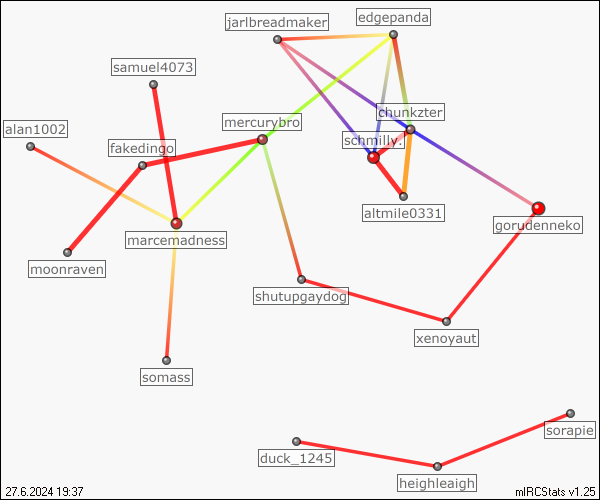 edgepanda
jarlbreadmaker
samuel4073
chunkzter
mercurybro
alan1002
schmilly.
fakedingo
altmile0331
gorudenneko
marcemadness
moonraven
shutupgaydog
xenoyaut
somass
sorapie
duck_1245
heighleaigh
27.6.2024 19:37
mIRCStats v1.25